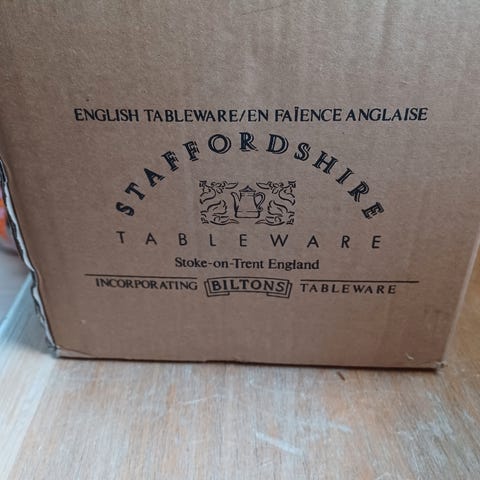 ENGLISH TABLEWARE/EN FAÏENCE ANGLAISE
STAFFORDSHIRE
TABLEWARE
Stoke-on-Trent England
INCORPORATING BILTONS TABLEWARE